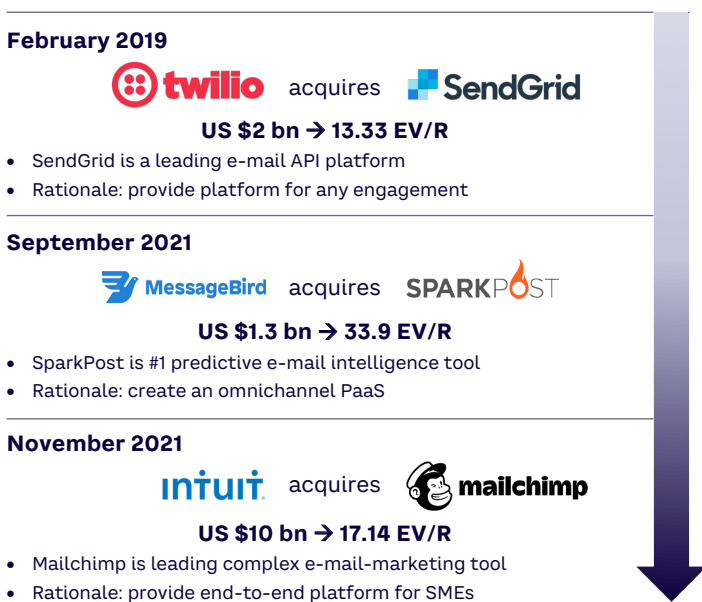 February 2019
twilio acquires SendGrid
US $2 bn → 13.33 EV/R
• SendGrid is a leading e-mail API platform
• Rationale: provide platform for any engagement
September 2021
MessageBird acquires SPARKPOST
US $1.3 bn → 33.9 EV/R
• SparkPost is #1 predictive e-mail intelligence tool
• Rationale: create an omnichannel PaaS
November 2021
intuit. acquires mailchimp
US $10 bn → 17.14 EV/R
• Mailchimp is leading complex e-mail-marketing tool
• Rationale: provide end-to-end platform for SMEs